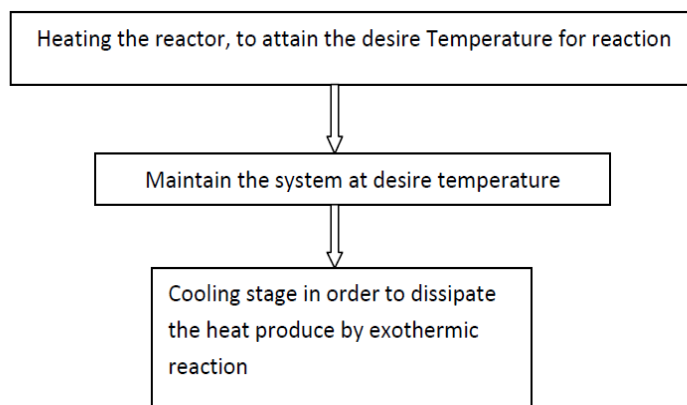 Heating the reactor, to attain the desire Temperature for reaction
Maintain the system at desire temperature
Cooling stage in order to dissipate
the heat produce by exothermic
reaction